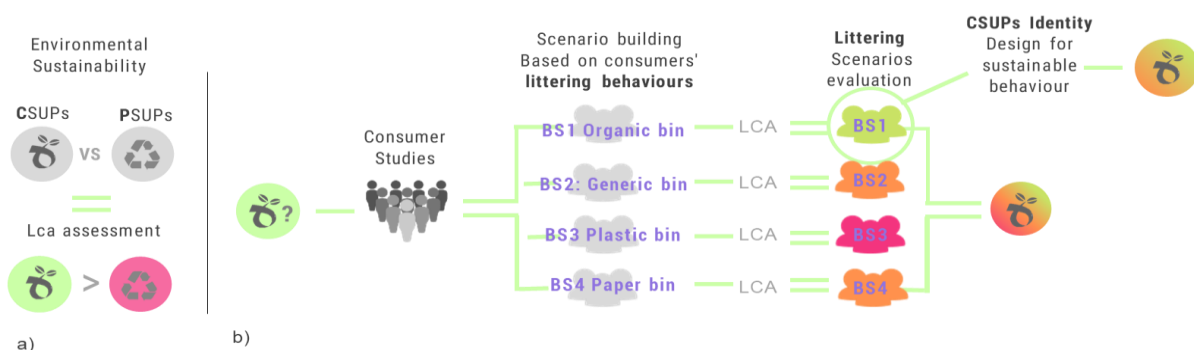 Environmental
Sustainability
CSUPs
PSUPs
vs
Lca assessment
>
a)
?
Consumer
Studies
Scenario building
Based on consumers'
littering behaviours
BS1 Organic bin
BS2: Generic bin
BS3 Plastic bin
BS4 Paper bin
LCA
LCA
LCA
LCA
Littering
Scenarios
evaluation
BS1
BS2
BS3
BS4
CSUPs Identity
Design for
sustainable
behaviour
b)